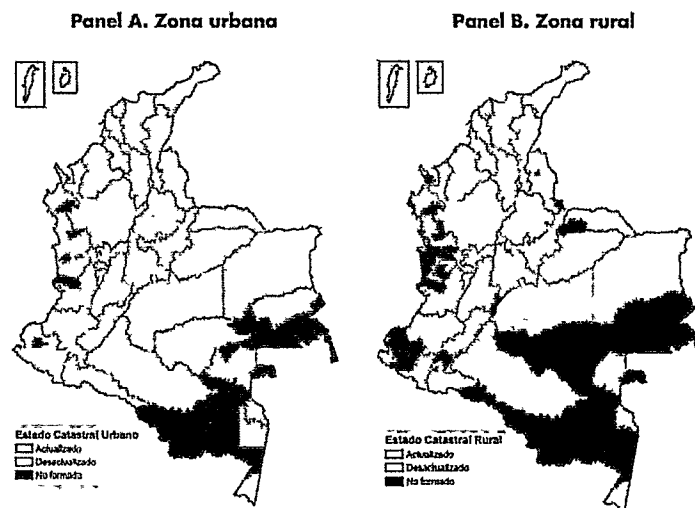 Panel A. Zona urbana
Panel B. Zona rural
Estado Catastral Urbano
Actualizado
Desactualizado
No formado
Estado Catastral Rural
Actualizado
Desactualizado
No formado